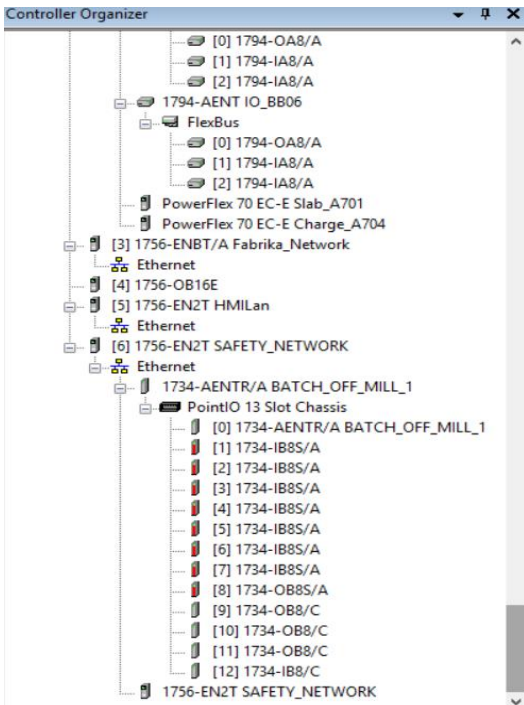 Controller Organizer
[0] 1794-OA8/A
[1] 1794-IA8/A
[2] 1794-IA8/A
1794-AENT IO_BB06
FlexBus
[0] 1794-OA8/A
[1] 1794-IA8/A
[2] 1794-IA8/A
PowerFlex 70 EC-E Slab_A701
PowerFlex 70 EC-E Charge_A704
[3] 1756-ENBT/A Fabrika_Network
Ethernet
[4] 1756-OB16E
[5] 1756-EN2T HMILan
Ethernet
[6] 1756-EN2T SAFETY_NETWORK
Ethernet
1734-AENTR/A BATCH_OFF_MILL_1
PointIO 13 Slot Chassis
[0] 1734-AENTR/A BATCH_OFF_MILL_1
[1] 1734-IB8S/A
[2] 1734-IB8S/A
[3] 1734-IB8S/A
[4] 1734-IB8S/A
[5] 1734-IB8S/A
[6] 1734-IB8S/A
[7] 1734-IB8S/A
[8] 1734-OB8S/A
[9] 1734-OB8/C
[10] 1734-OB8/C
[11] 1734-OB8/C
[12] 1734-IB8/C
1756-EN2T SAFETY_NETWORK